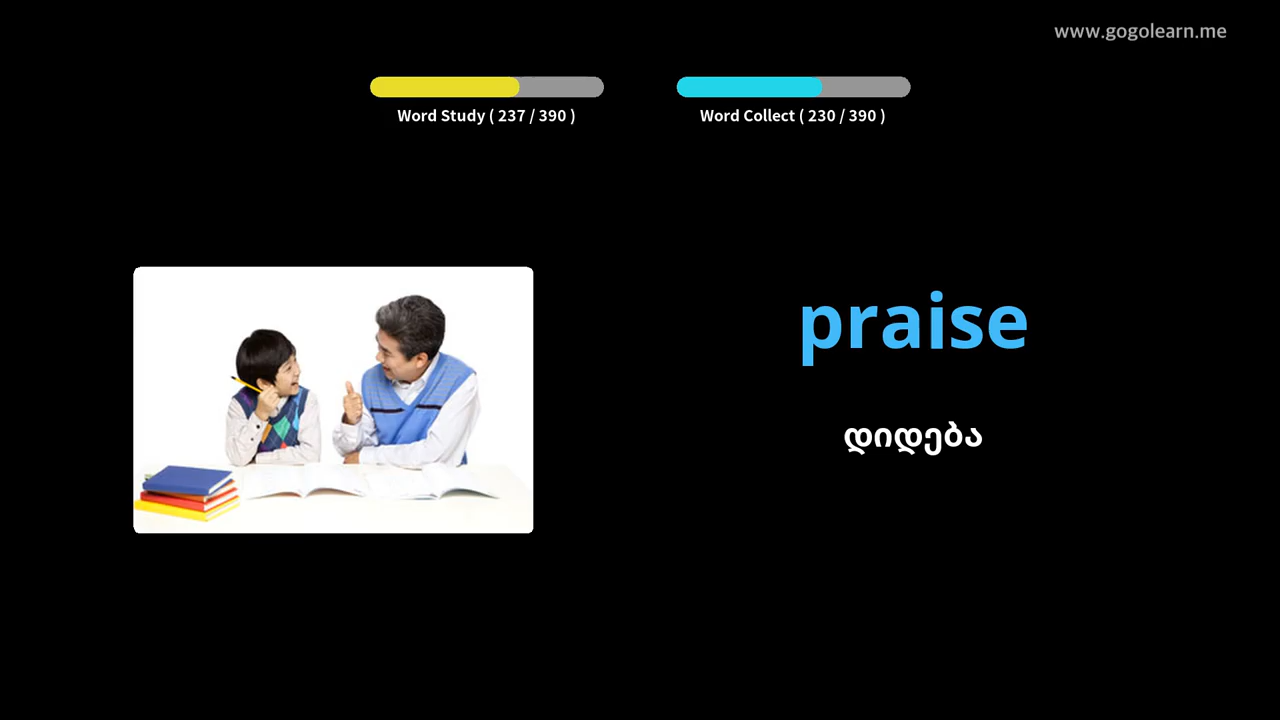 www.gogolearn.me
Word Study ( 237 / 390 )
Word Collect ( 230 / 390 )
praise
დიდება